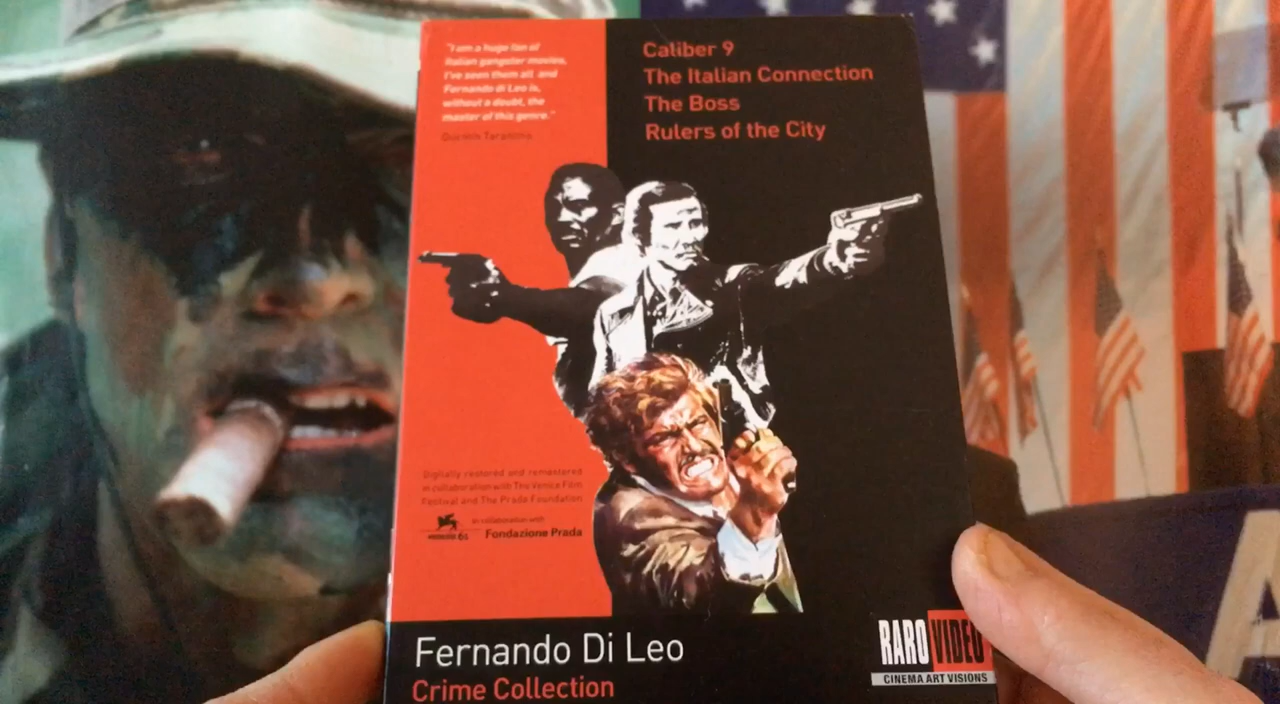 "I am a huge fan of
Italian gangster movies,
I've seen them all and
Fernando di Leo is,
without a doubt, the
master of this genre."
Quentin Tarantino
Caliber 9
The Italian Connection
The Boss
Rulers of the City
Digitally restored and remastered
in collaboration with The Venice Film
Festival and The Prada Foundation
in collaboration with
Fondazione Prada
Fernando Di Leo
Crime Collection
RARO VIDEO
CINEMA ART VISIONS
A